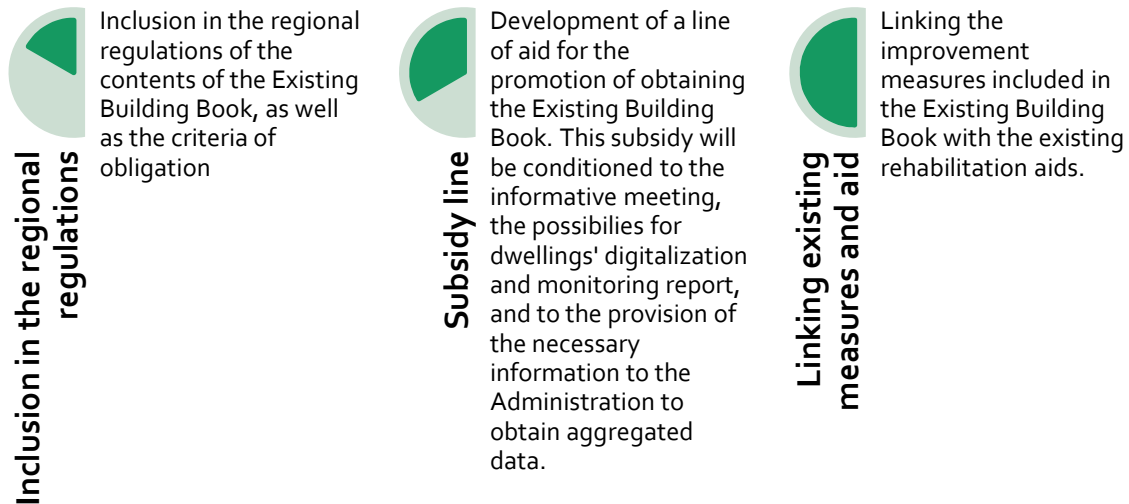 Inclusion in the regional
regulations of the
contents of the Existing
Building Book, as well
as the criteria of
obligation
Inclusion in the regional
regulations
Development of a line
of aid for the
promotion of obtaining
the Existing Building
Book. This subsidy will
be conditioned to the
informative meeting,
the possibilies for
dwellings' digitalization
and monitoring report,
and to the provision of
the necessary
information to the
Administration to
obtain aggregated
data.
Subsidy line
Linking the
improvement
measures included in
the Existing Building
Book with the existing
rehabilitation aids.
Linking existing
measures and aid